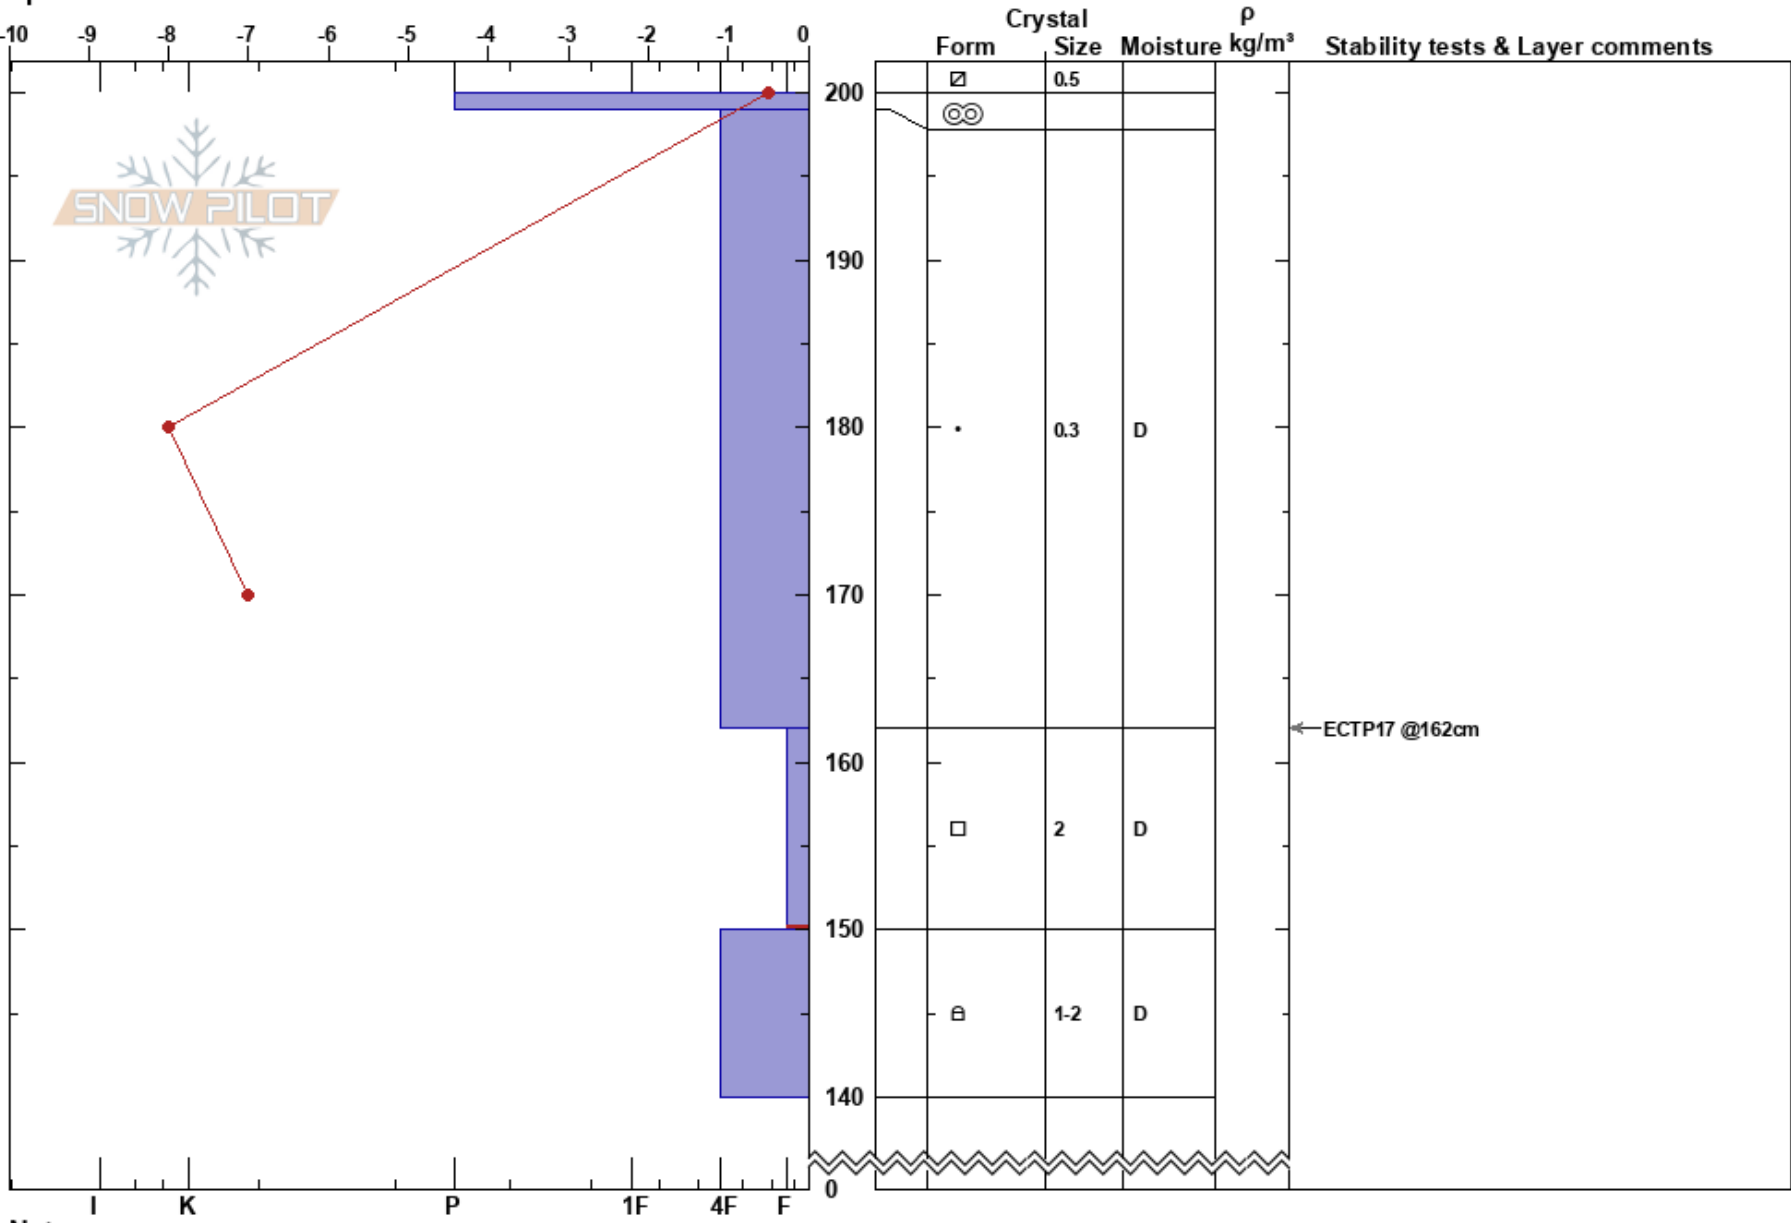 Crystal ρ
-10 -9 -8 -7 -6 -5 -4 -3 -2 -1 0 Form Size Moisture kg/m³ Stability tests & Layer comments
0.5
200
SNOW PILOT
190
180 0.3 D
170
ECTP17 @162cm
160
2 D
150
1-2 D
140
0
I K P 1F 4F F